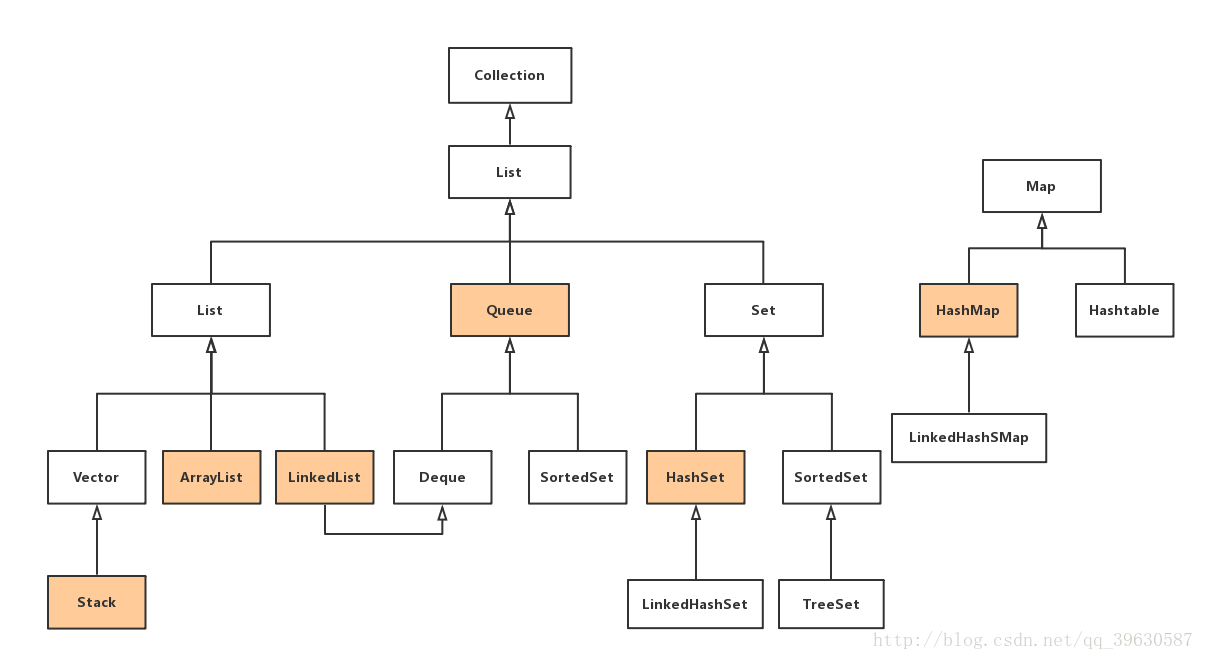 Collection
List
Map
List
Queue
Set
HashMap
Hashtable
LinkedHashSMap
Vector
ArrayList
LinkedList
Deque
SortedSet
HashSet
SortedSet
Stack
LinkedHashSet
TreeSet
http://blog.csdn.net/qq_39630587